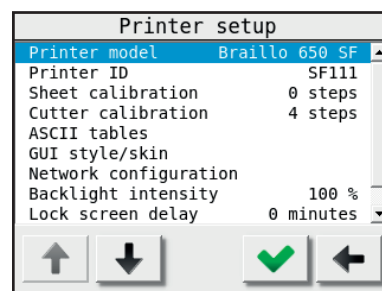 Printer setup
Printer model Braillo 650 SF
Printer ID SF111
Sheet calibration 0 steps
Cutter calibration 4 steps
ASCII tables
GUI style/skin
Network configuration
Backlight intensity 100 %
Lock screen delay 0 minutes